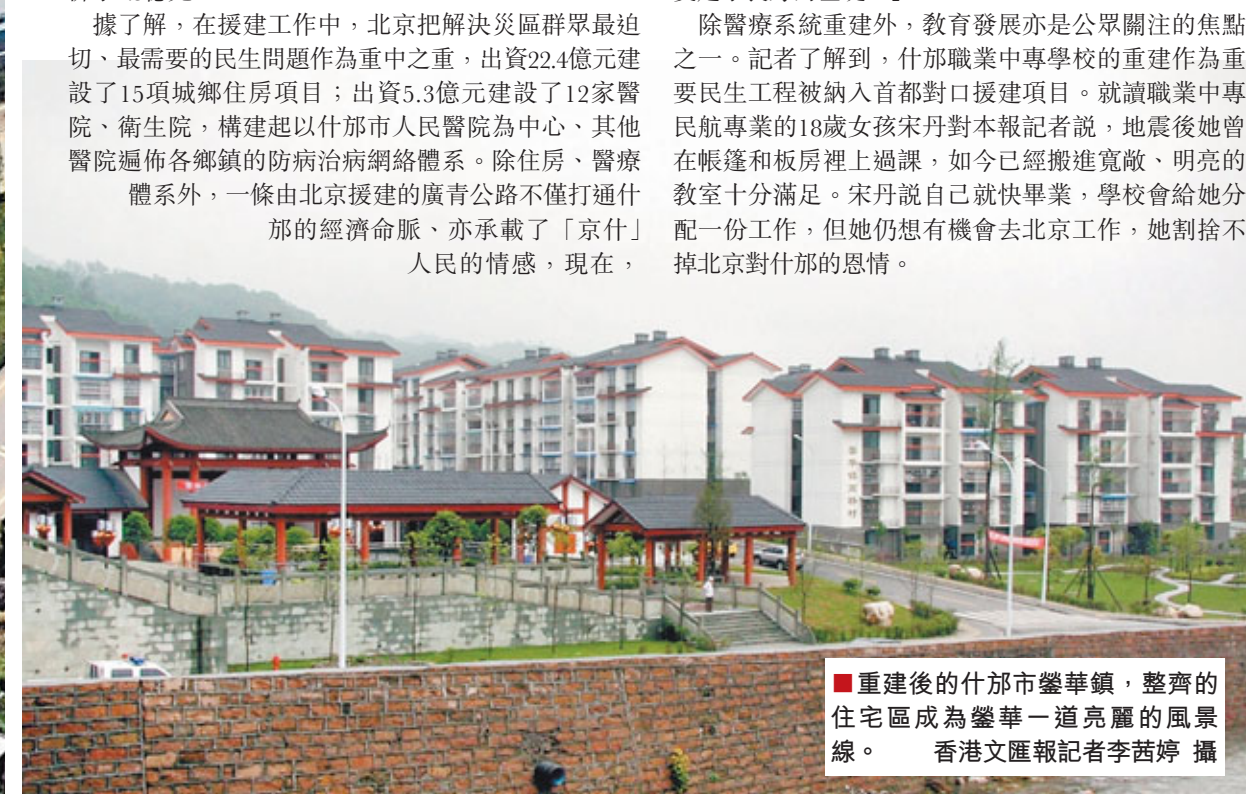 據了解，在援建工作中，北京把解決災區群眾最迫
切、最需要的民生問題作為重中之重，出資22.4億元建
設了15項城鄉住房項目；出資5.3億元建設了12家醫
院、衛生院，構建起以什邡市人民醫院為中心、其他
醫院遍佈各鄉鎮的防病治病網絡體系。除住房、醫療
體系外，一條由北京援建的廣青公路不僅打通什
邡的經濟命脈、亦承載了「京什」
人民的情感，現在，
除醫療系統重建外，教育發展亦是公眾關注的焦點
之一。記者了解到，什邡職業中專學校的重建作為重
要民生工程被納入首都對口援建項目。就讀職業中專
民航專業的18歲女孩宋丹對本報記者說，地震後她曾
在帳篷和板房裡上過課，如今已經搬進寬敞、明亮的
教室十分滿足。宋丹說自己就快畢業，學校會給她分
配一份工作，但她仍想有機會去北京工作，她割捨不
掉北京對什邡的恩情。
■重建後的什邡市鎣華鎮，整齊的
住宅區成為鎣華一道亮麗的風景
線。 香港文匯報記者李茜婷 攝